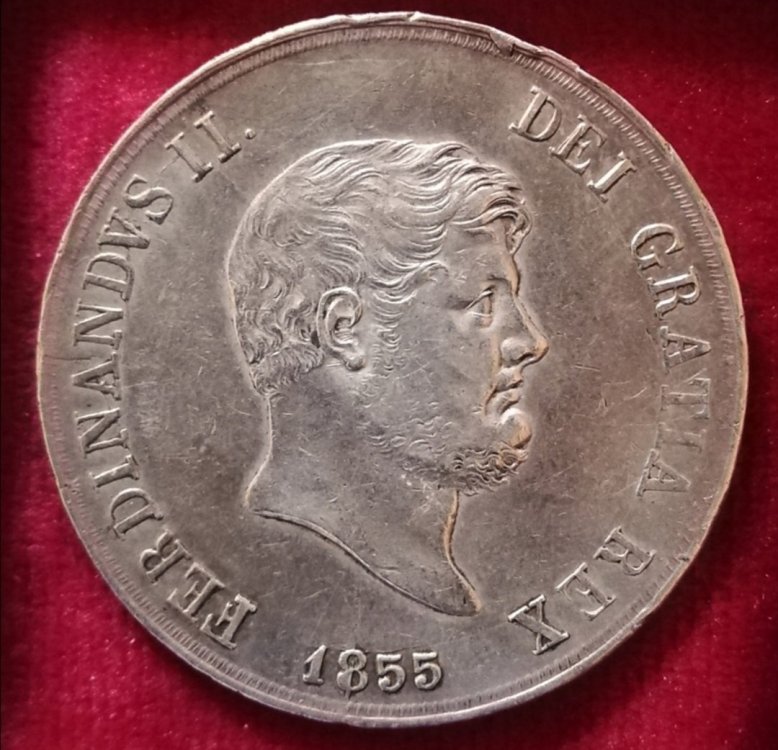 FERDINANDVS II. DEI GRATIA REX
1855